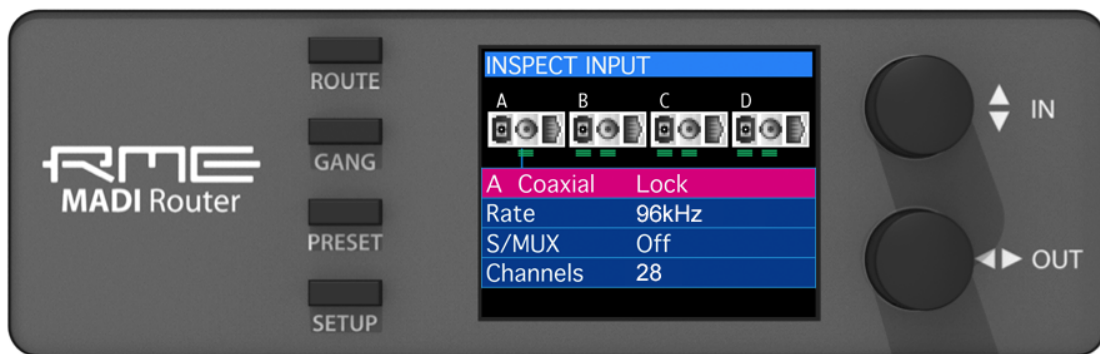 RME
MADI Router
ROUTE
GANG
PRESET
SETUP
INSPECT INPUT
A B C D
A Coaxial Lock
Rate 96kHz
S/MUX Off
Channels 28
IN
OUT